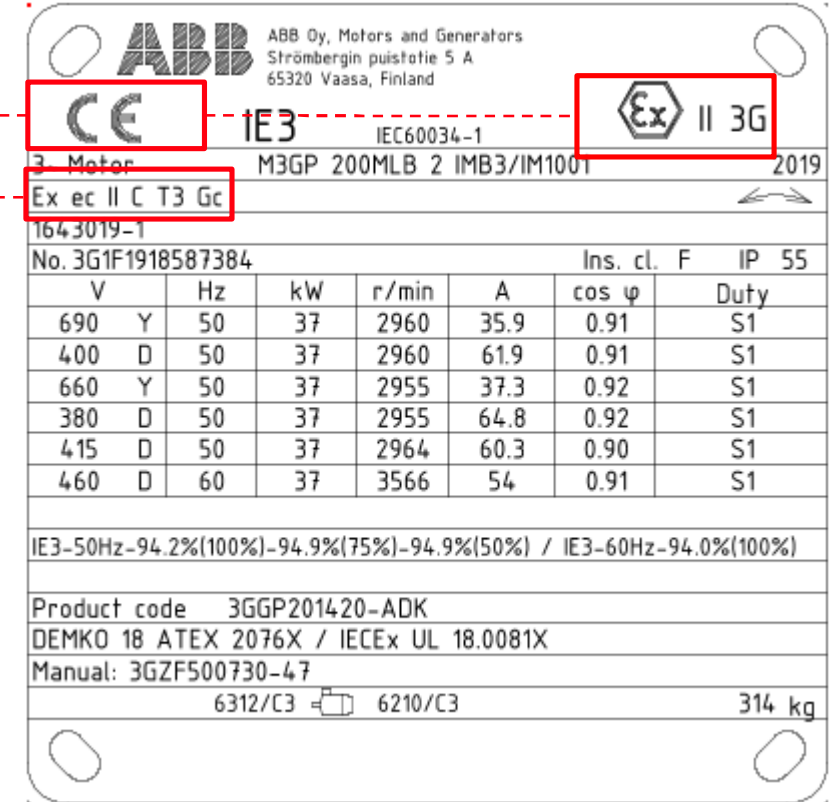 ABB
ABB Oy, Motors and Generators
Strömbergin puistotie 5 A
65320 Vaasa, Finland
CE IE3 IEC60034-1 Ex II 3G
3~ Motor M3GP 200MLB 2 IMB3/IM1001 2019
Ex ec II C T3 Gc
1643019-1
No. 3G1F1918587384 Ins. cl. F IP 55
V Hz kW r/min A cos φ Duty
690 Y 50 37 2960 35.9 0.91 S1
400 D 50 37 2960 61.9 0.91 S1
660 Y 50 37 2955 37.3 0.92 S1
380 D 50 37 2955 64.8 0.92 S1
415 D 50 37 2964 60.3 0.90 S1
460 D 60 37 3566 54 0.91 S1
IE3-50Hz-94.2%(100%)-94.9%(75%)-94.9%(50%) / IE3-60Hz-94.0%(100%)
Product code 3GGP201420-ADK
DEMKO 18 ATEX 2076X / IECEx UL 18.0081X
Manual: 3GZF500730-47
6312/C3 6210/C3 314 kg